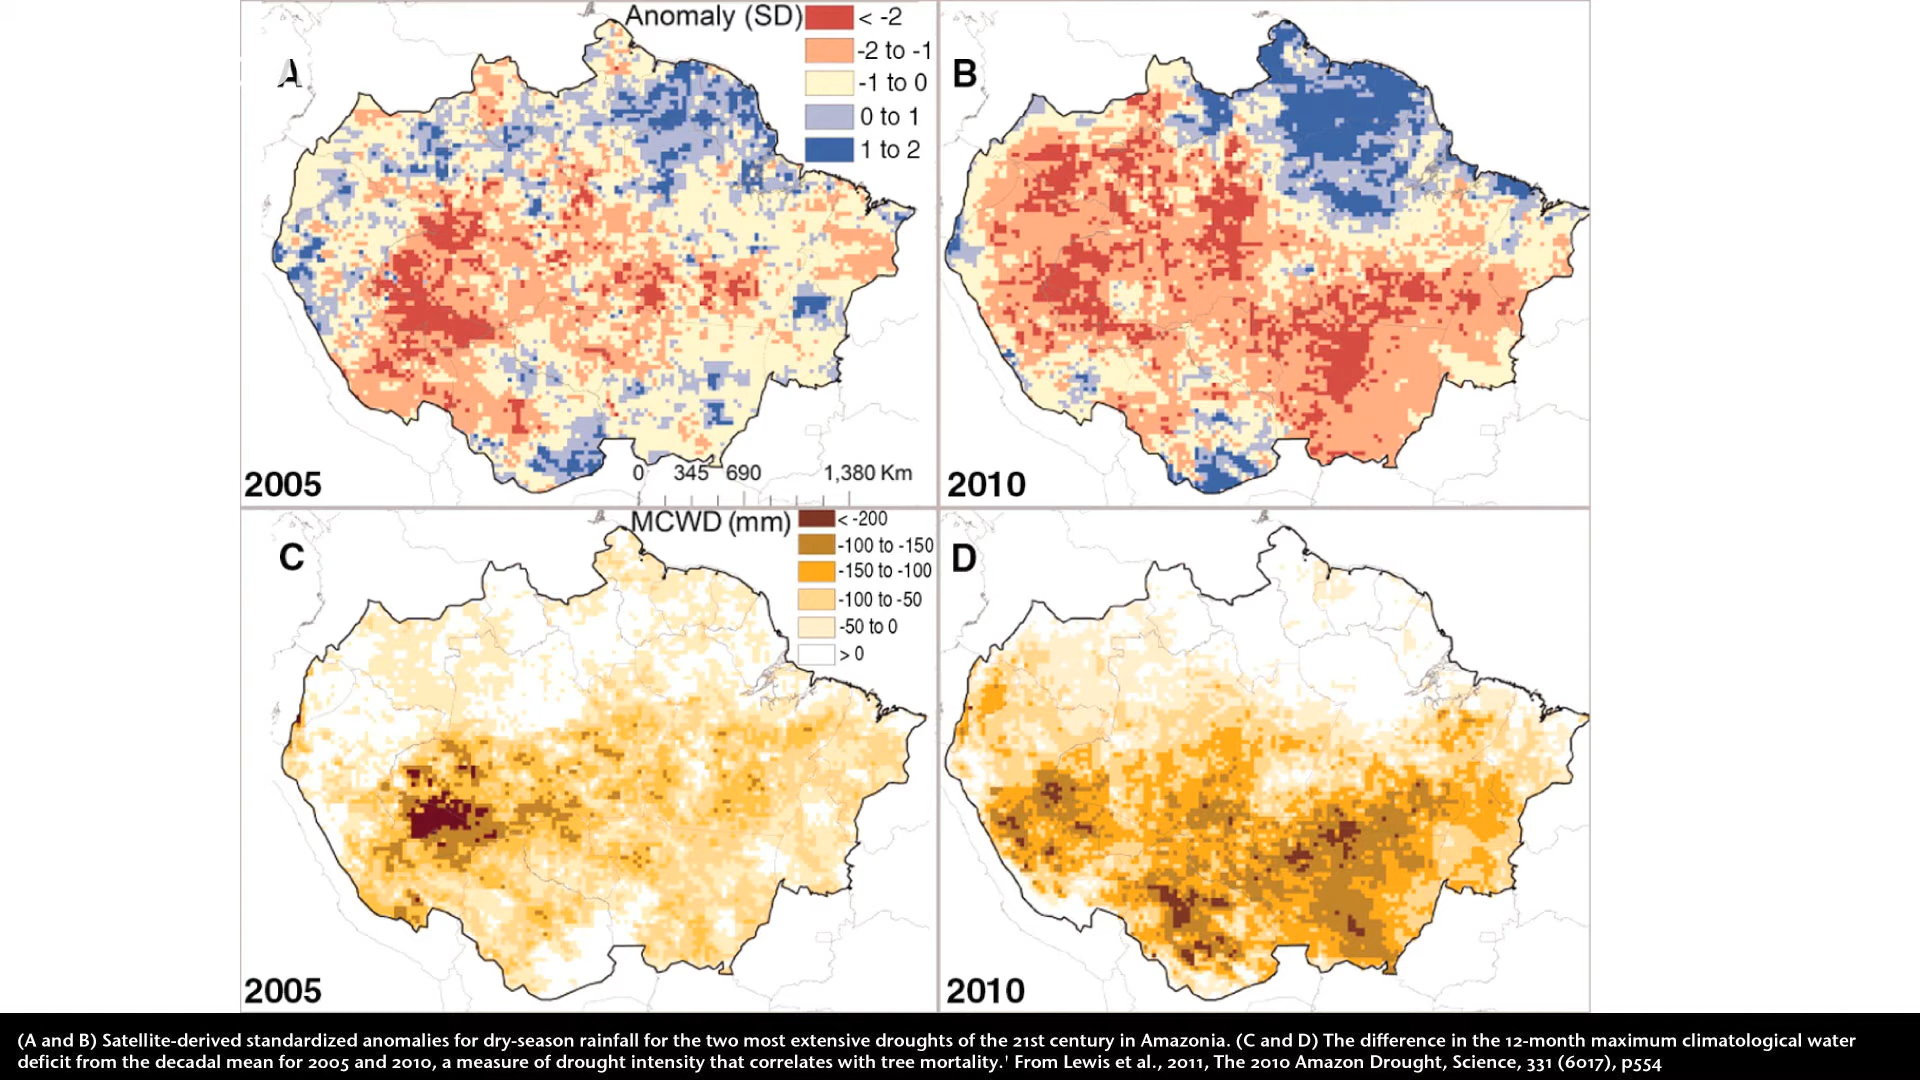 Anomaly (SD)
< -2
-2 to -1
-1 to 0
0 to 1
1 to 2
A
2005
0 345 690 1,380 Km
B
2010
MCWD (mm)
< -200
-100 to -150
-150 to -100
-100 to -50
-50 to 0
> 0
C
2005
D
2010
(A and B) Satellite-derived standardized anomalies for dry-season rainfall for the two most extensive droughts of the 21st century in Amazonia. (C and D) The difference in the 12-month maximum climatological water
deficit from the decadal mean for 2005 and 2010, a measure of drought intensity that correlates with tree mortality.' From Lewis et al., 2011, The 2010 Amazon Drought, Science, 331 (6017), p554